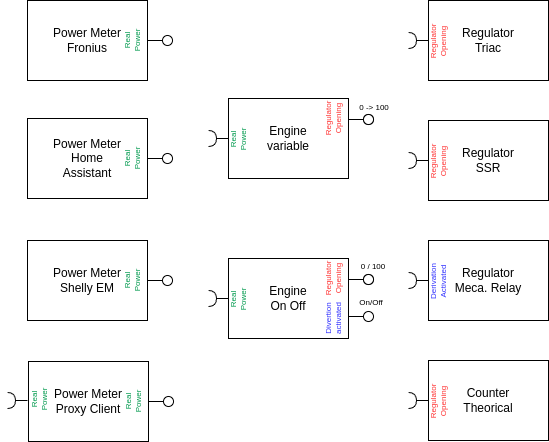 Power Meter
Fronius
Real
Power
Regulator
Opening
Regulator
Triac
Real
Power
Engine
variable
Regulator
Opening
0 -> 100
Power Meter
Home
Assistant
Real
Power
Regulator
Opening
Regulator
SSR
Power Meter
Shelly EM
Real
Power
Real
Power
Engine
On Off
Regulator
Opening
0 / 100
Divertion
activated
On/Off
Derivation
Activated
Regulator
Meca. Relay
Real
Power
Power Meter
Proxy Client
Real
Power
Regulator
Opening
Counter
Theorical